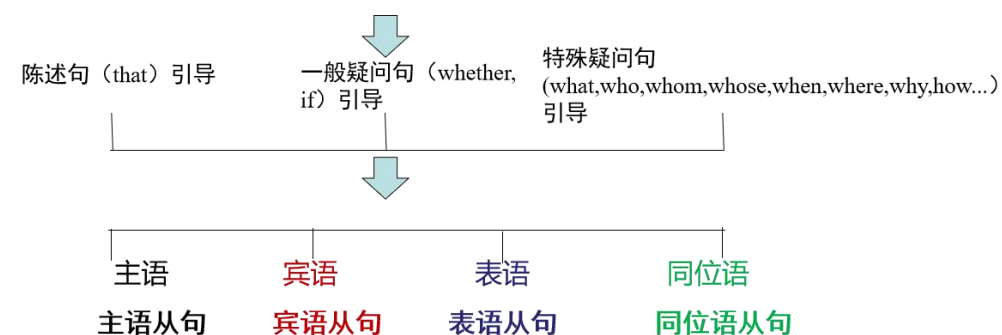 陈述句（that）引导
一般疑问句（whether,
if）引导
特殊疑问句
(what,who,whom,whose,when,where,why,how...）
引导
主语
宾语
表语
同位语
主语从句
宾语从句
表语从句
同位语从句